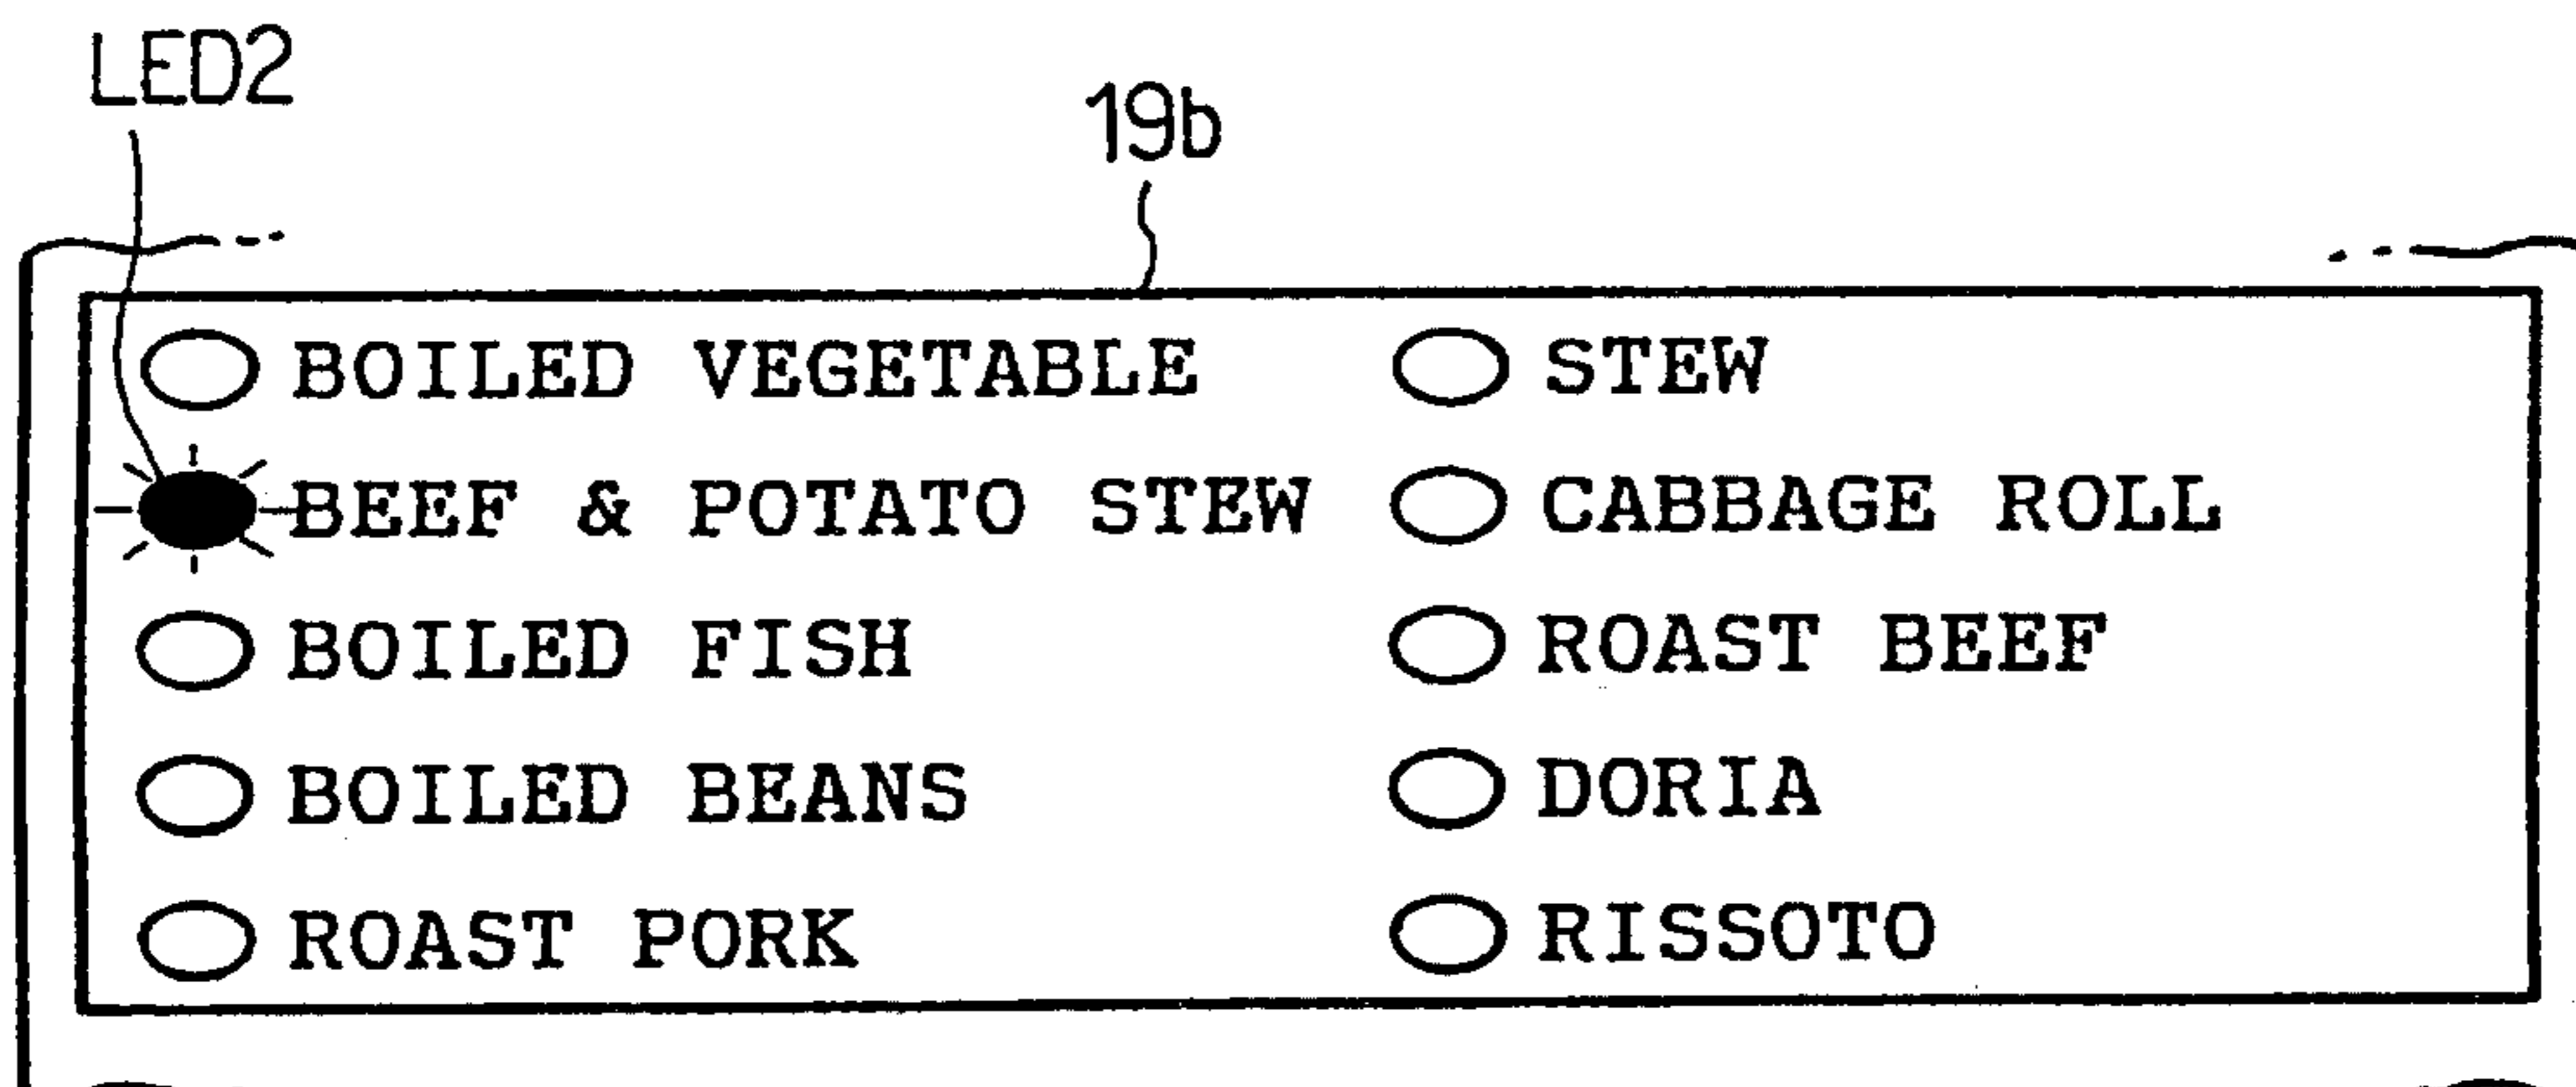 LED2
19b
BOILED VEGETABLE
BEEF & POTATO STEW
BOILED FISH
BOILED BEANS
ROAST PORK
STEW
CABBAGE ROLL
ROAST BEEF
DORIA
RISSOTO